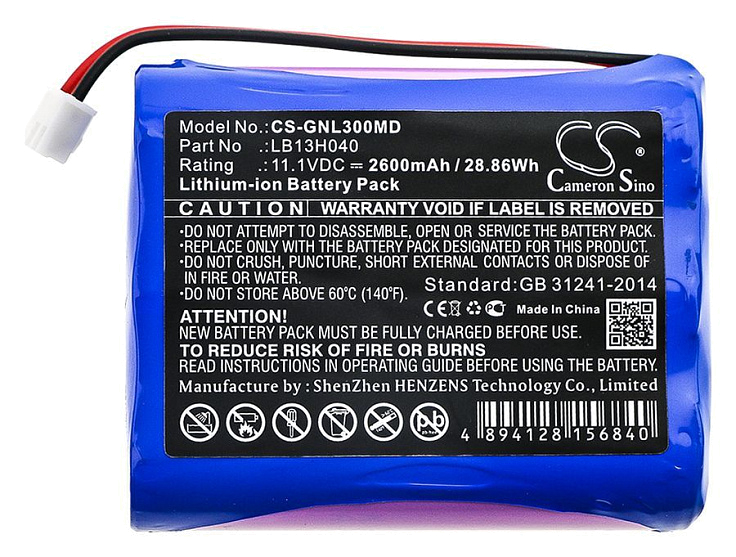 Model No.:CS-GNL300MD
Part No :LB13H040
Rating :11.1VDC ⎓ 2600mAh / 28.86Wh
Lithium-ion Battery Pack
CS
®
Cameron Sino
CAUTION WARRANTY VOID IF LABEL IS REMOVED
•DO NOT ATTEMPT TO DISASSEMBLE, OPEN OR SERVICE THE BATTERY PACK.
•REPLACE ONLY WITH THE BATTERY PACK DESIGNATED FOR THIS PRODUCT.
•DO NOT CRUSH, PUNCTURE, SHORT EXTERNAL CONTACTS OR DISPOSE OF
IN FIRE OR WATER.
•DO NOT STORE ABOVE 60°C (140°F).
Standard:GB 31241-2014
CE Made In China
ATTENTION!
NEW BATTERY PACK MUST BE FULLY CHARGED BEFORE USE.
TO REDUCE RISK OF FIRE OR BURNS
READ INSTRUCTIONS IN OPERATING GUIDE BEFORE USING BATTERY.
Manufacture by : ShenZhen HENZENS Technology Co., Limited
Pb
4 894128 156840